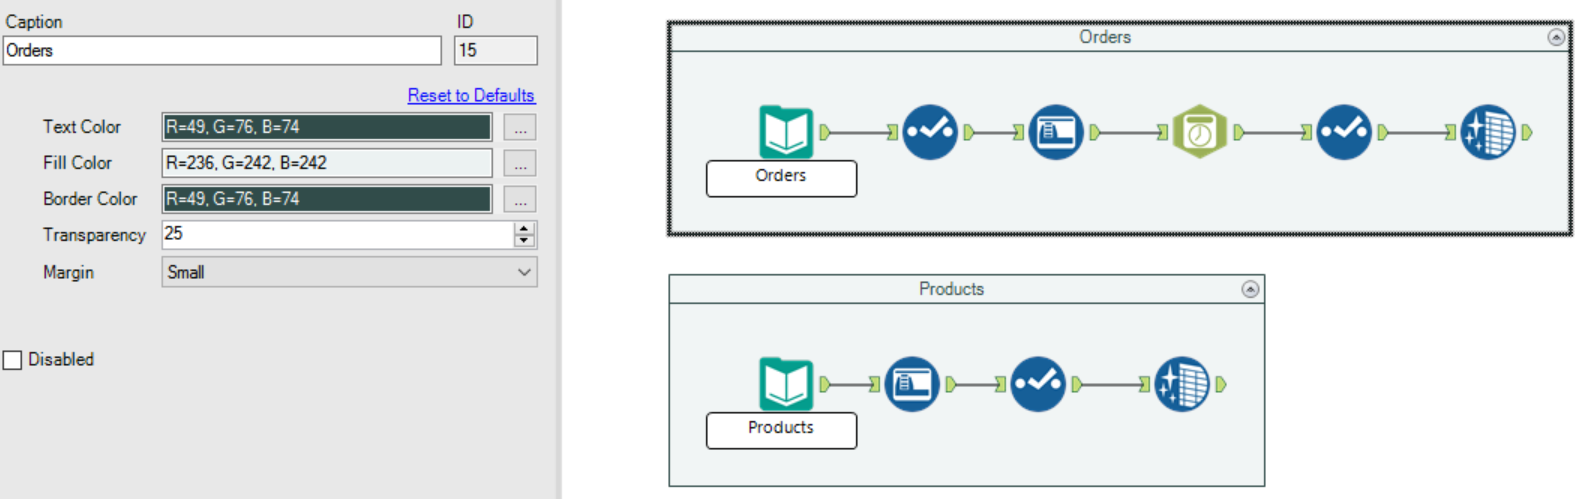 Caption
ID
Orders
15
Reset to Defaults
Text Color
R=49, G=76, B=74
...
Fill Color
R=236, G=242, B=242
...
Border Color
R=49, G=76, B=74
...
Transparency
25
Margin
Small
Disabled
Orders
Orders
Products
Products